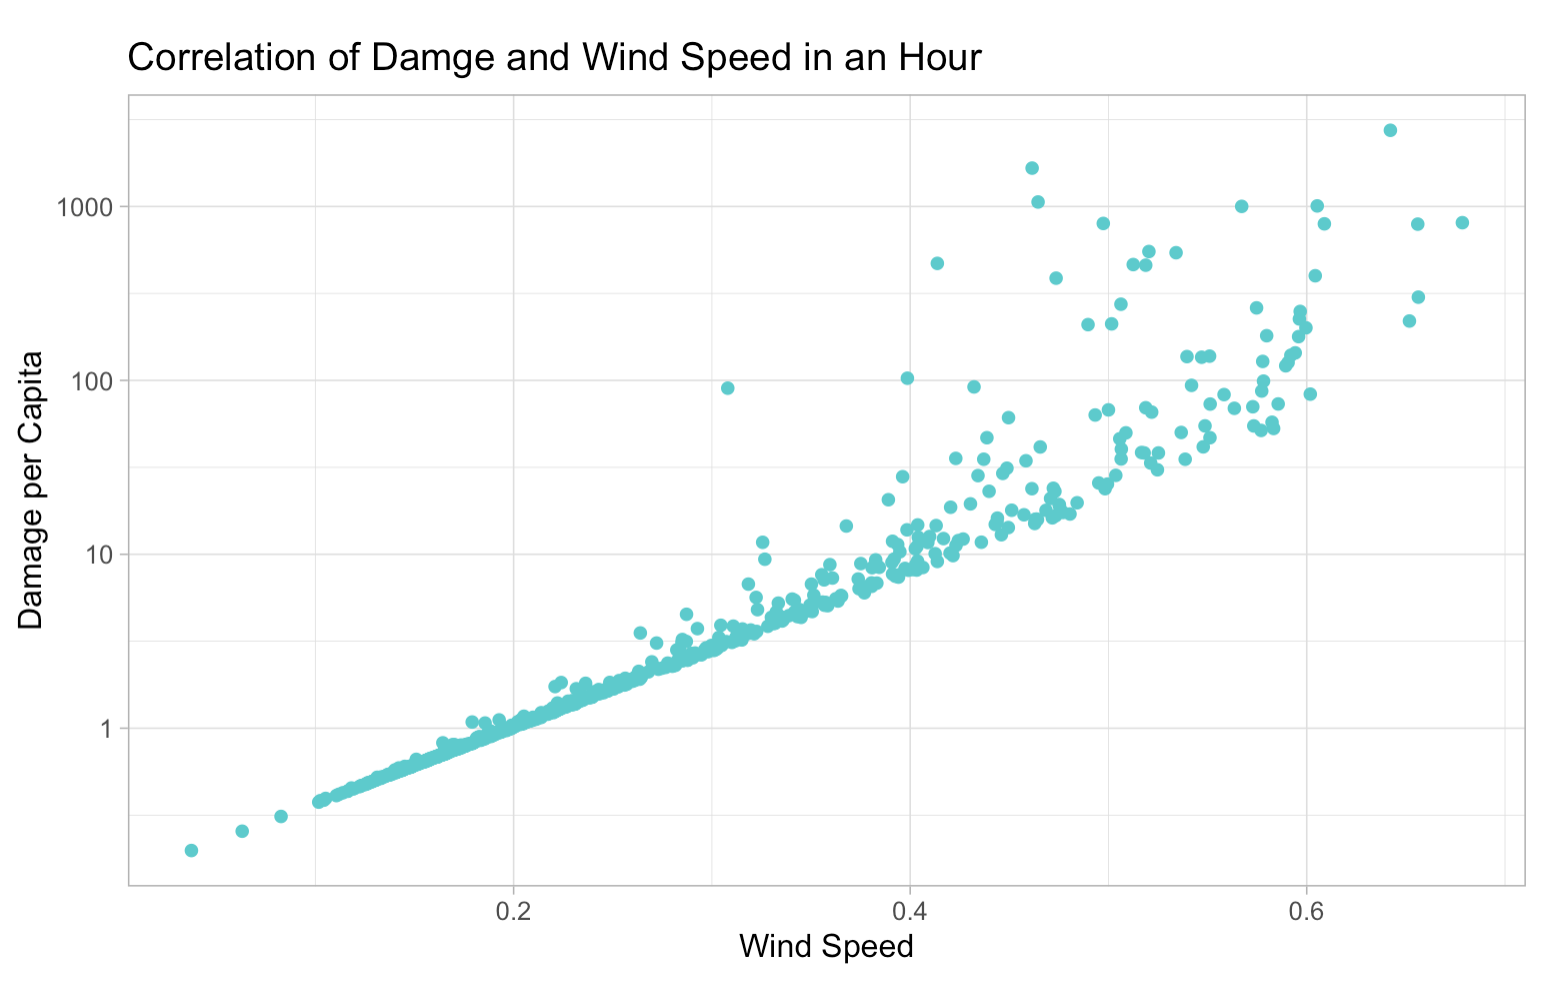 Correlation of Damge and Wind Speed in an Hour
Damage per Capita
1000
100
10
1
0.2 0.4 0.6
Wind Speed